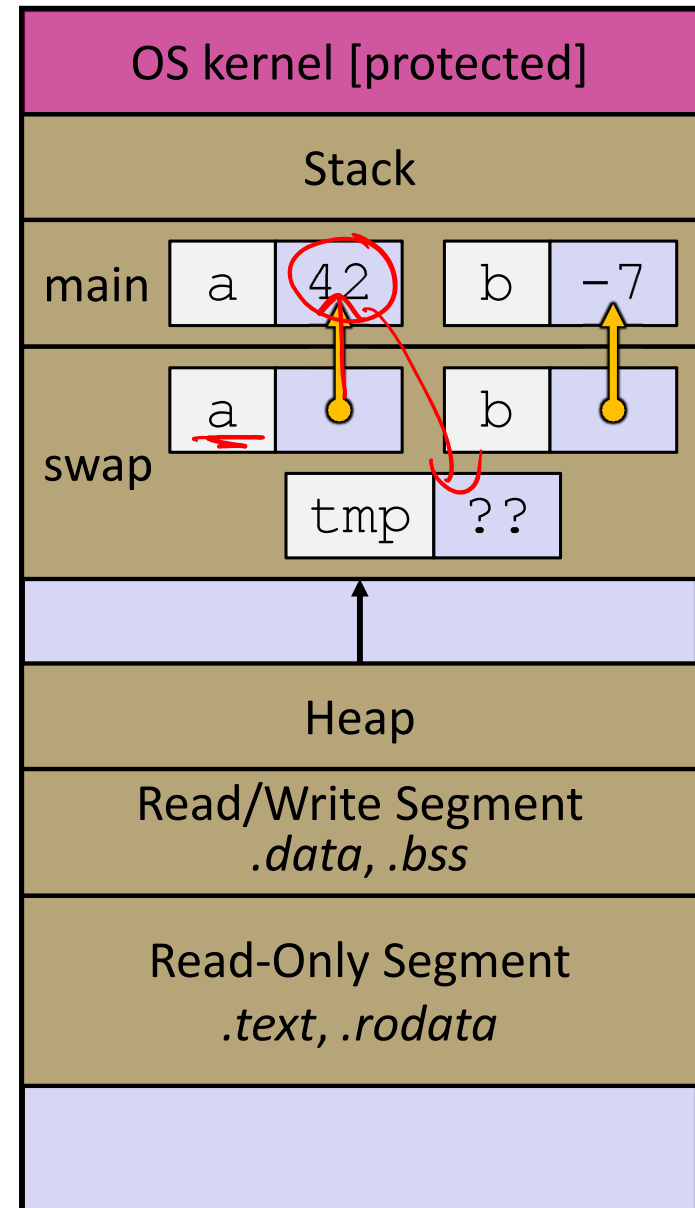 OS kernel [protected]
Stack
main a 42 b -7
swap a b
tmp ??
Heap
Read/Write Segment
.data, .bss
Read-Only Segment
.text, .rodata